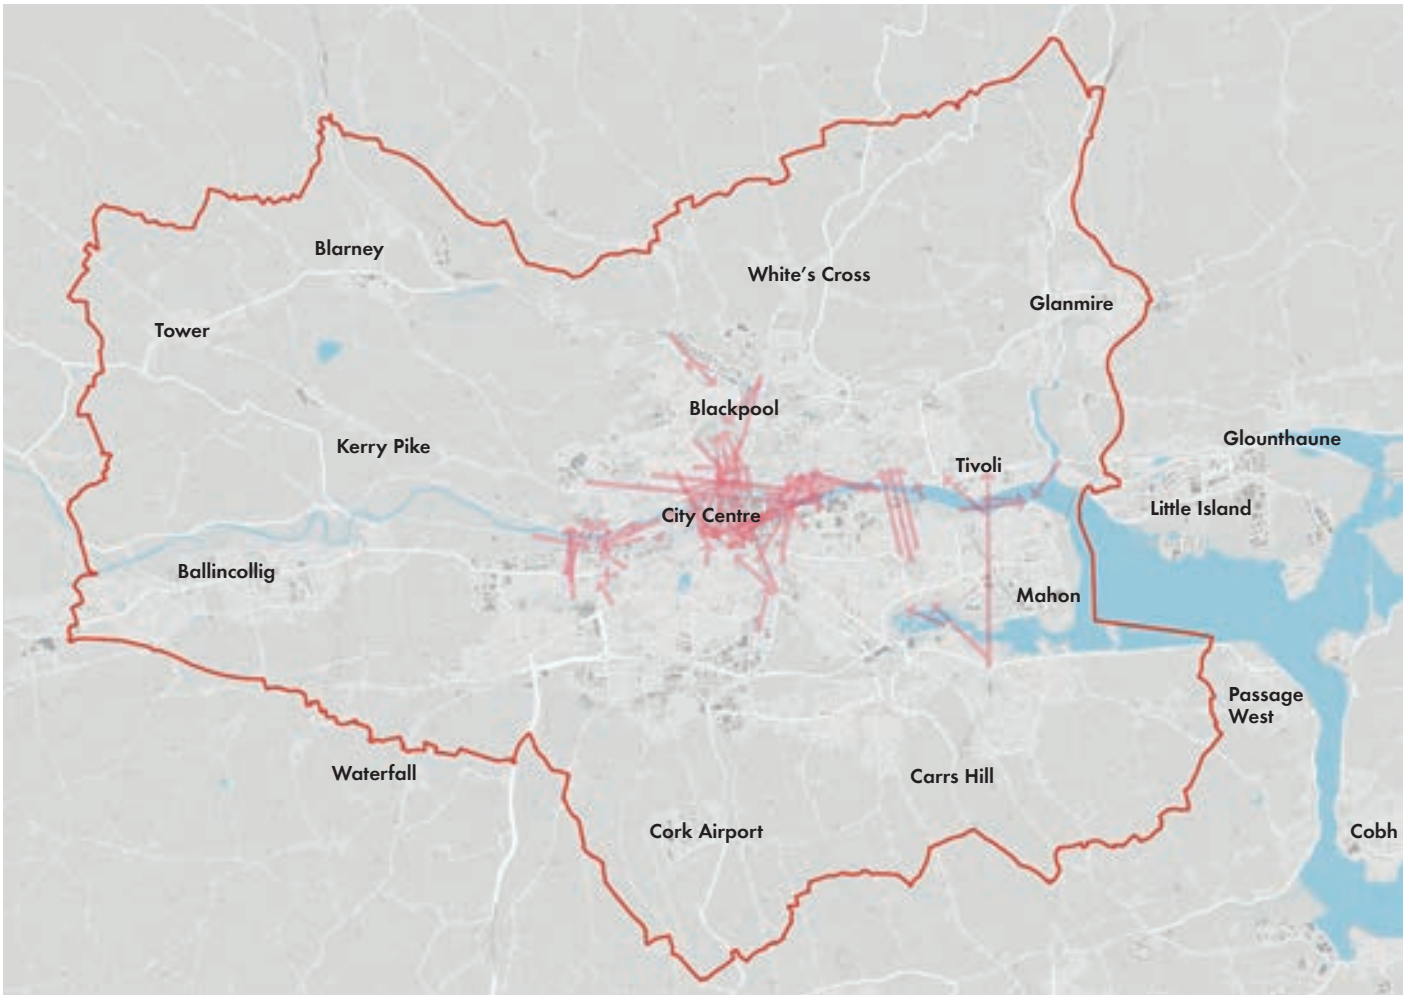 Blarney
White's Cross
Glanmire
Tower
Blackpool
Glounthaune
Kerry Pike
Tivoli
Little Island
City Centre
Ballincollig
Mahon
Passage
West
Waterfall
Carrs Hill
Cork Airport
Cobh